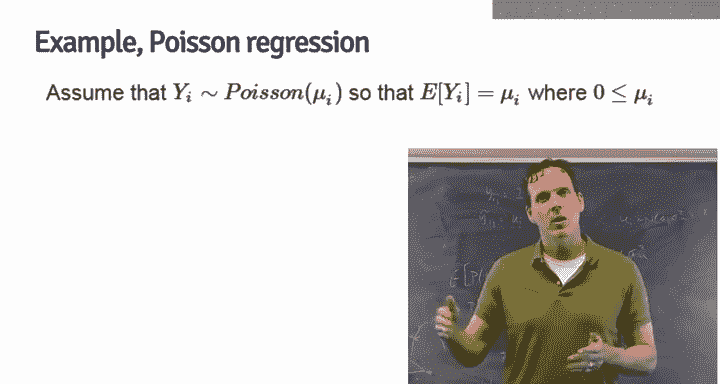 Example, Poisson regression
Assume that Yᵢ ∼ Poisson(μᵢ) so that E[Yᵢ] = μᵢ where 0 ≤ μᵢ